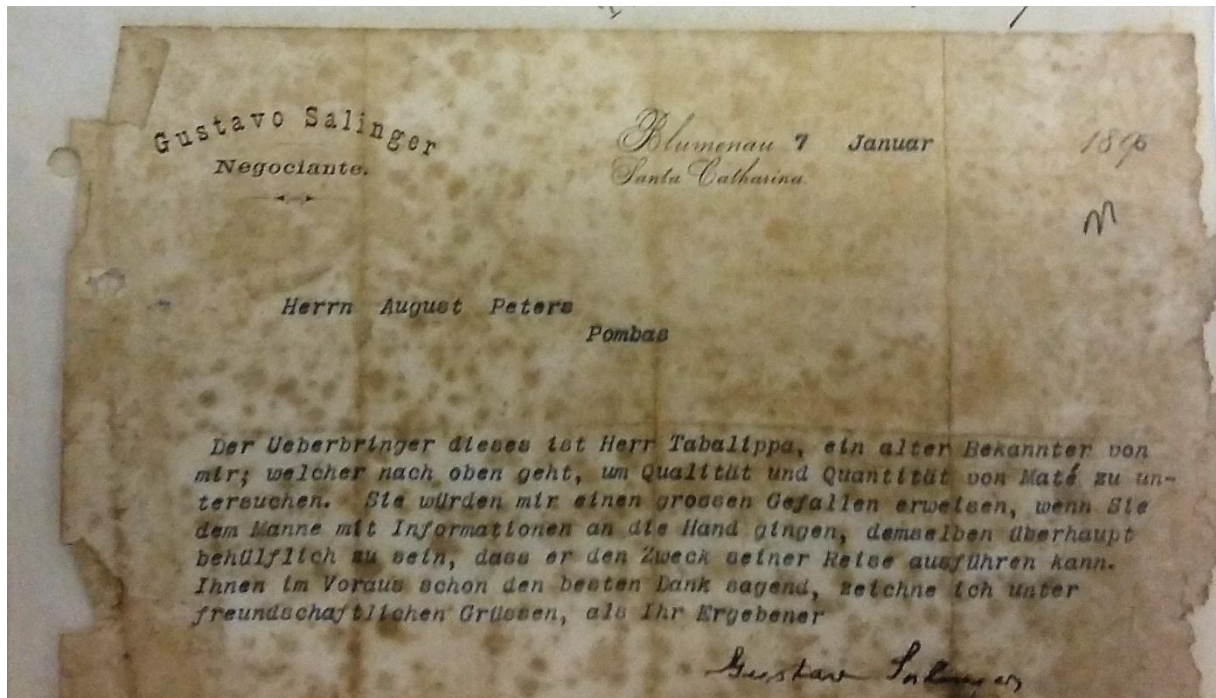 Gustavo Salinger
Negociante.
Blumenau 7 Januar 1895
Santa Catharina.
Herrn August Peters
Pombas
Der Ueberbringer dieses ist Herr Tabalippa, ein alter Bekannter von
mir; welcher nach oben geht, um Qualität und Quantität von Maté zu un-
tersuchen. Sie würden mir einen grossen Gefallen erweisen, wenn Sie
dem Manne mit Informationen an die Hand gingen, demselben überhaupt
behülflich zu sein, dass er den Zweck seiner Reise ausführen kann.
Ihnen im Voraus schon den besten Dank sagend, zeichne ich unter
freundschaftlichen Grüssen, als Ihr Ergebener
Gustav Salinger